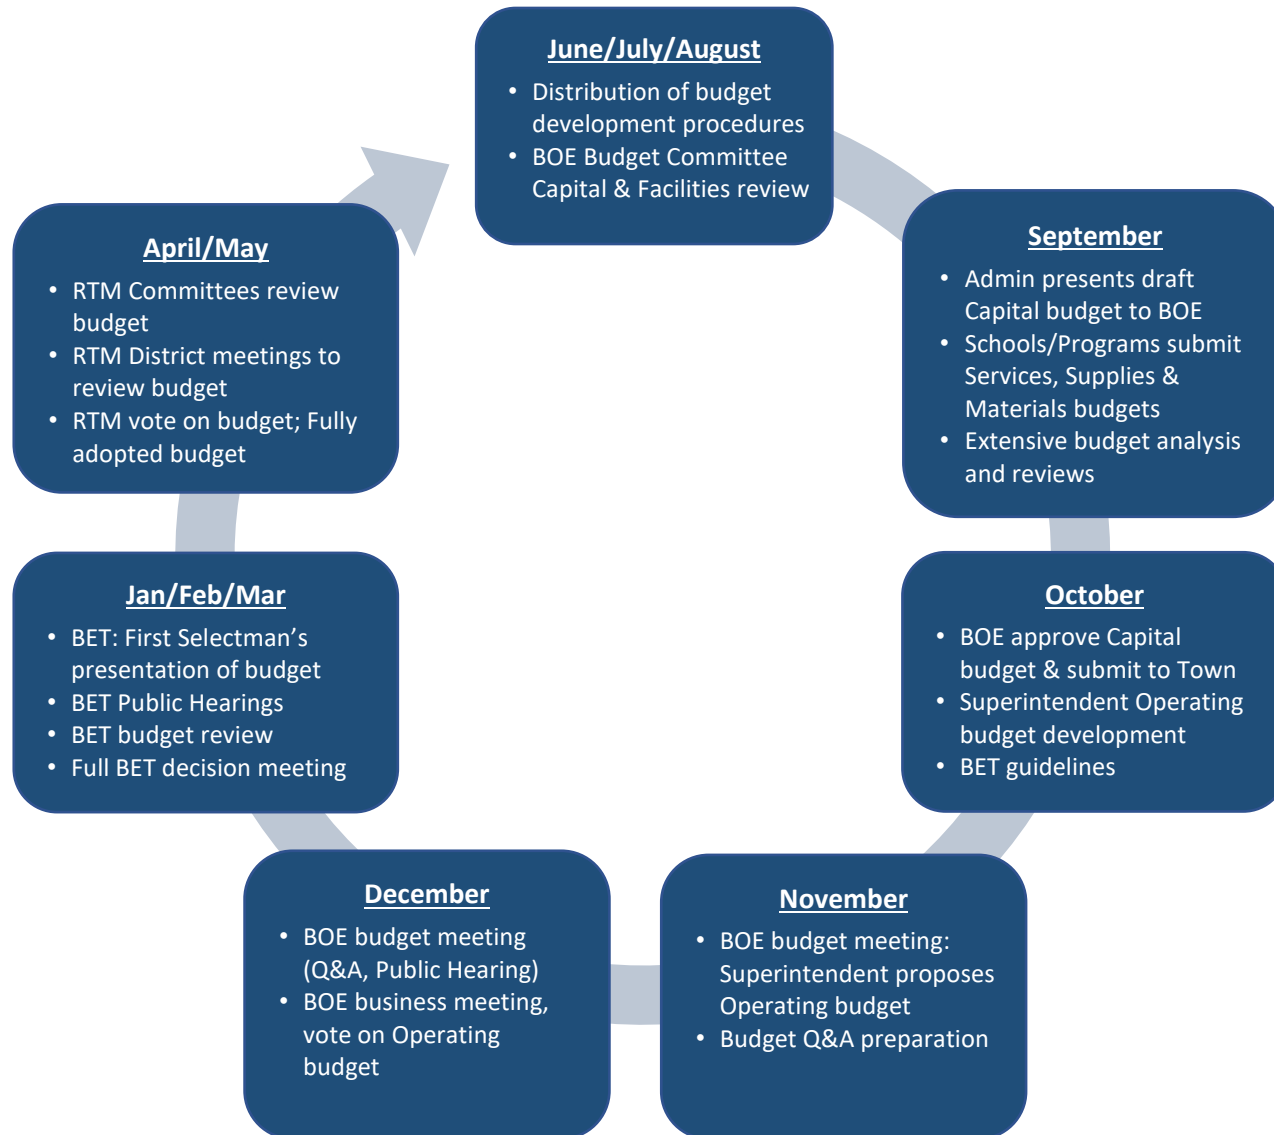 June/July/August
• Distribution of budget
development procedures
• BOE Budget Committee
Capital & Facilities review
September
• Admin presents draft
Capital budget to BOE
• Schools/Programs submit
Services, Supplies &
Materials budgets
• Extensive budget analysis
and reviews
October
• BOE approve Capital
budget & submit to Town
• Superintendent Operating
budget development
• BET guidelines
November
• BOE budget meeting:
Superintendent proposes
Operating budget
• Budget Q&A preparation
December
• BOE budget meeting
(Q&A, Public Hearing)
• BOE business meeting,
vote on Operating
budget
Jan/Feb/Mar
• BET: First Selectman’s
presentation of budget
• BET Public Hearings
• BET budget review
• Full BET decision meeting
April/May
• RTM Committees review
budget
• RTM District meetings to
review budget
• RTM vote on budget; Fully
adopted budget